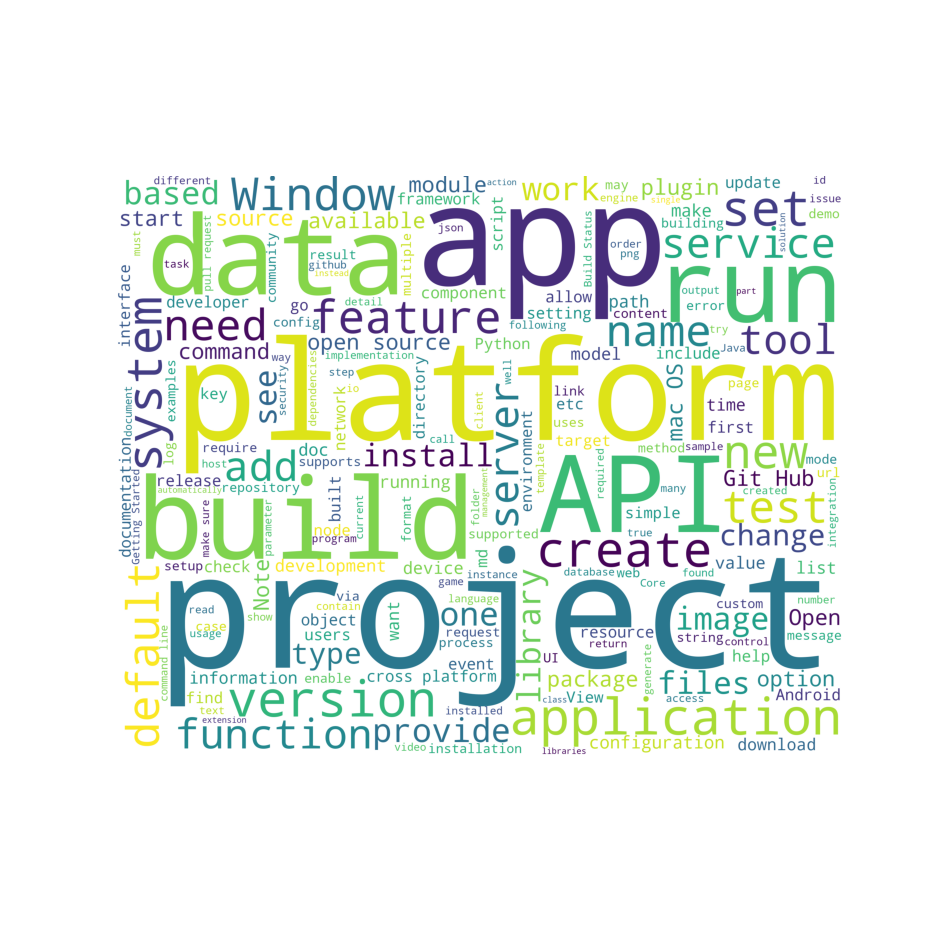 different
action
based
Window
module
work
may
plugin
update
id
framework
engine
single
start
source
available
script
make
set
issue
must
pull request
app
json
building
demo
data
result
multiple
Build Status
order
service
solution
task
github
png
interface
community
instead
run
developer
go
component
allow
path
output
part
detail
config
feature
setting
content
error
need
following
name
try
tool
system
open source
Python
command
way
implementation
model
include
Java
document
examples
security
dependencies
step
well
mac OS
page
platform
key
see
network
io
directory
client
server
link
etc
time
uses
first
log
require
doc
call
environment
template
target
method
sample
new
mode
host
add
supports
install
required
many
url
documentation
Getting Started
release
automatically
repository
built
running
folder
management
API
Git Hub
created
integration
make sure
parameter
current
format
supported
simple
test
build
node
program
md
true
create
change
setup
check
development
device
database
web
found
value
list
default
Note
game
instance
Core
project
read
via
want
language
custom
number
case
contain
one
image
Open
usage
show
object
request
library
resource
string
control
message
command line
users
process
return
type
event
UI
generate
help
information
enable
cross platform
package
files
option
find
class
View
access
Android
text
version
installed
application
extension
function
provide
video
installation
configuration
download
libraries